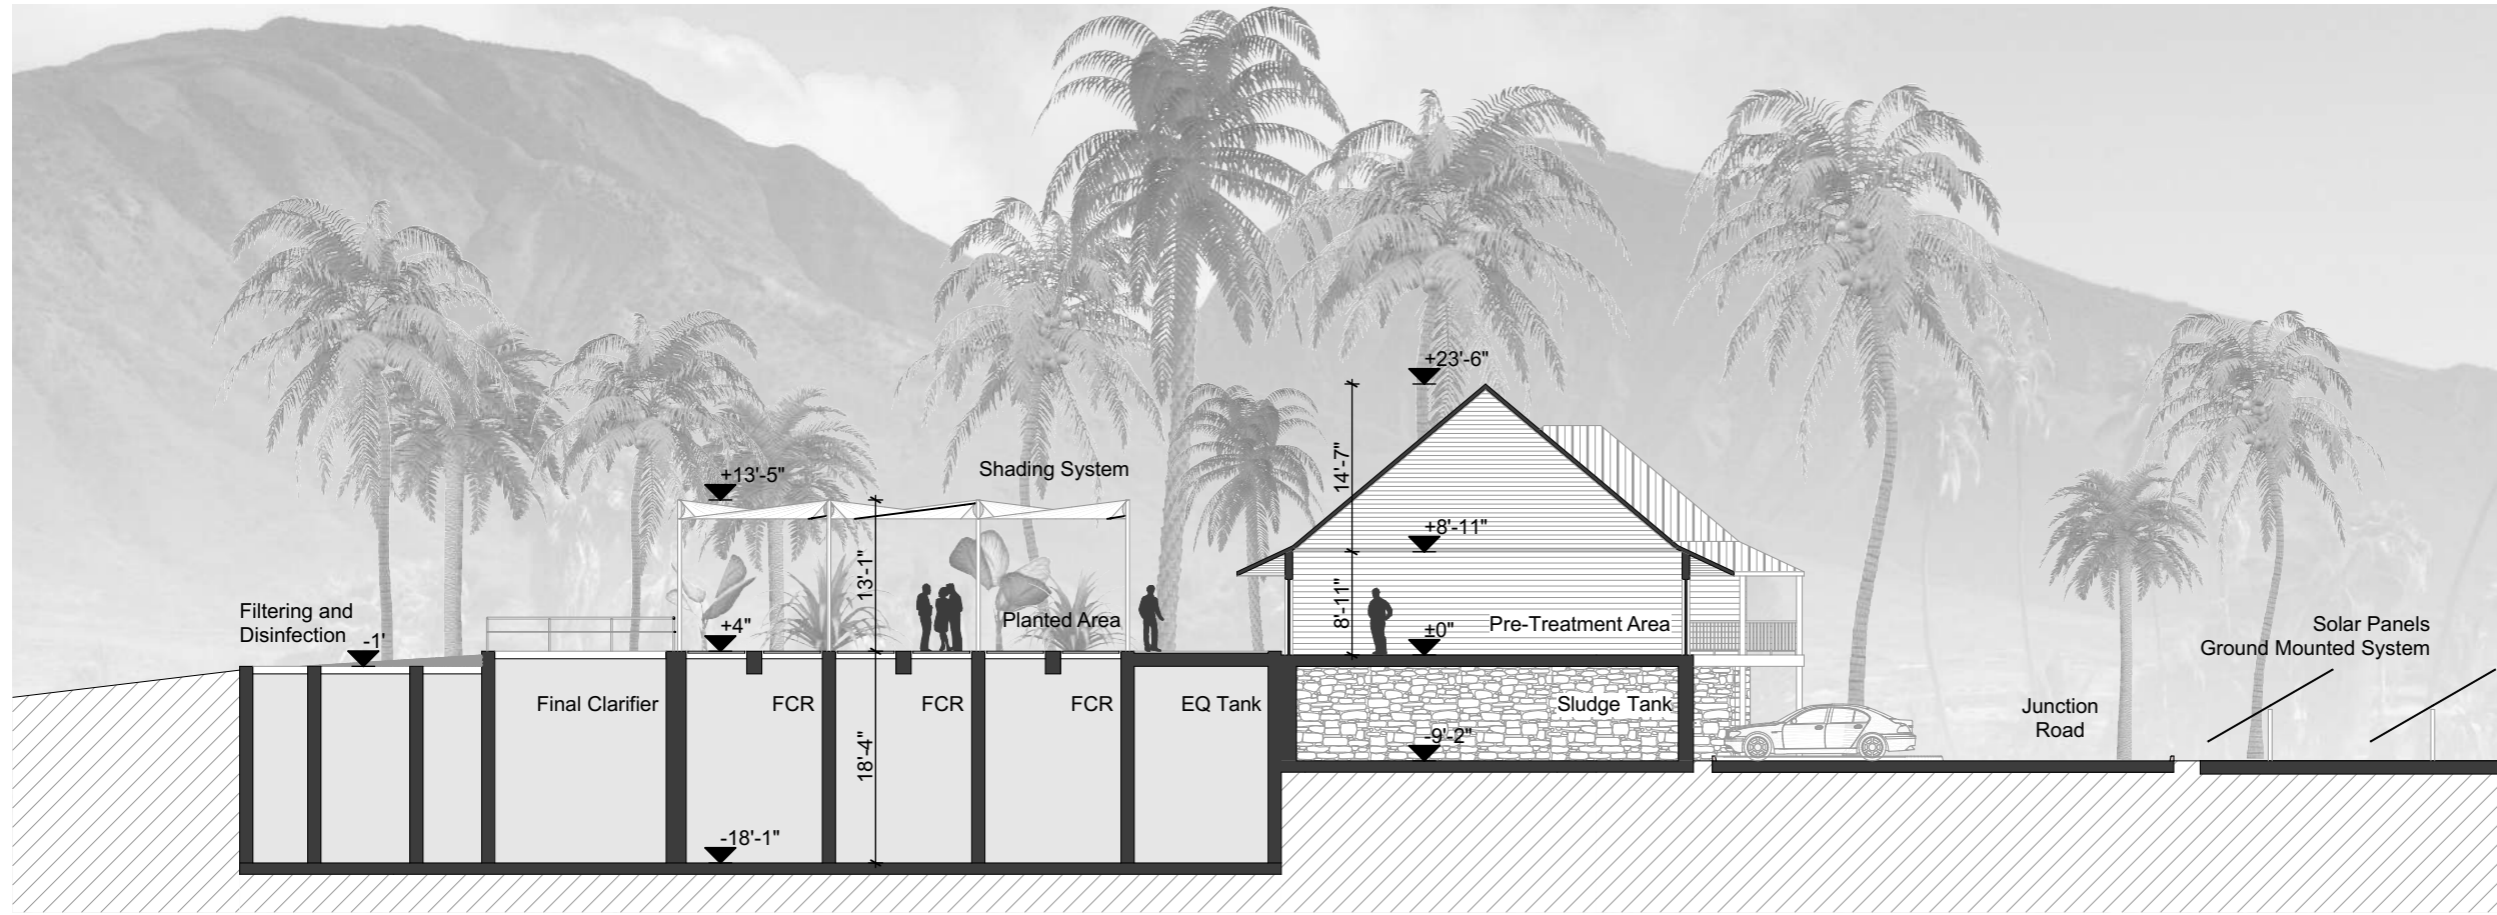 +23'-6"
14'-7"
Shading System
+13'-5"
+8'-11"
13'-1"
8'-11"
Filtering and
Disinfection
-1'
+4"
Planted Area
±0"
Pre-Treatment Area
Solar Panels
Ground Mounted System
Final Clarifier
FCR
FCR
FCR
EQ Tank
Sludge Tank
Junction
Road
18'-4"
-9'-2"
-18'-1"